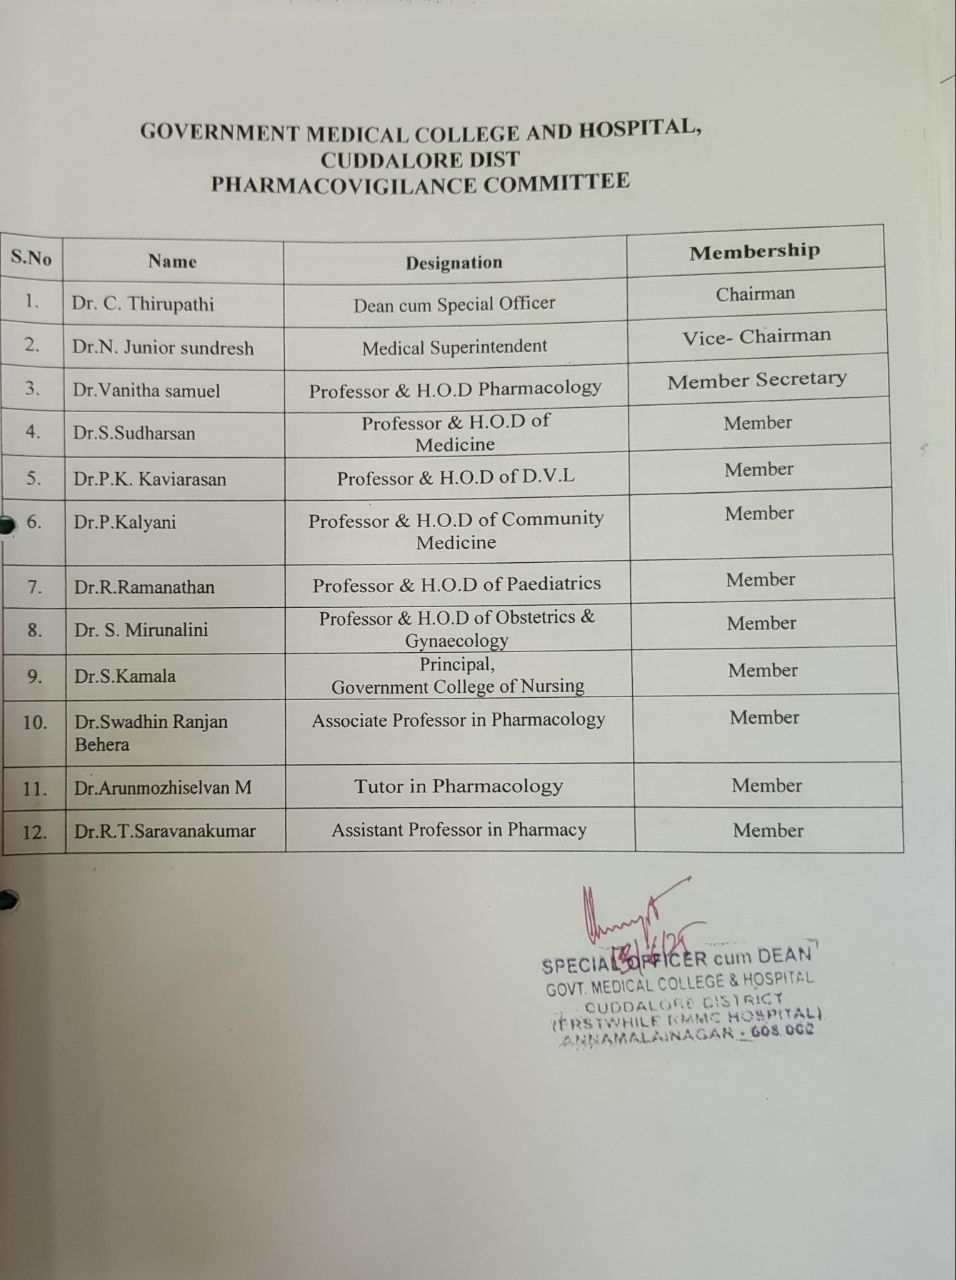 GOVERNMENT MEDICAL COLLEGE AND HOSPITAL,
CUDDALORE DIST
PHARMACOVIGILANCE COMMITTEE
S.No Name Designation Membership
1. Dr. C. Thirupathi Dean cum Special Officer Chairman
2. Dr.N. Junior sundresh Medical Superintendent Vice- Chairman
3. Dr.Vanitha samuel Professor & H.O.D Pharmacology Member Secretary
4. Dr.S.Sudharsan Professor & H.O.D of Member
Medicine
5. Dr.P.K. Kaviarasan Professor & H.O.D of D.V.L Member
6. Dr.P.Kalyani Professor & H.O.D of Community Member
Medicine
7. Dr.R.Ramanathan Professor & H.O.D of Paediatrics Member
8. Dr. S. Mirunalini Professor & H.O.D of Obstetrics & Member
Gynaecology
9. Dr.S.Kamala Principal, Member
Government College of Nursing
10. Dr.Swadhin Ranjan Associate Professor in Pharmacology Member
Behera
11. Dr.Arunmozhiselvan M Tutor in Pharmacology Member
12. Dr.R.T.Saravanakumar Assistant Professor in Pharmacy Member
SPECIAL OFFICER cum DEAN
GOVT. MEDICAL COLLEGE & HOSPITAL
CUDDALORE DISTRICT
(ERSTWHILE RMMC HOSPITAL)
ANNAMALAINAGAR - 608 002